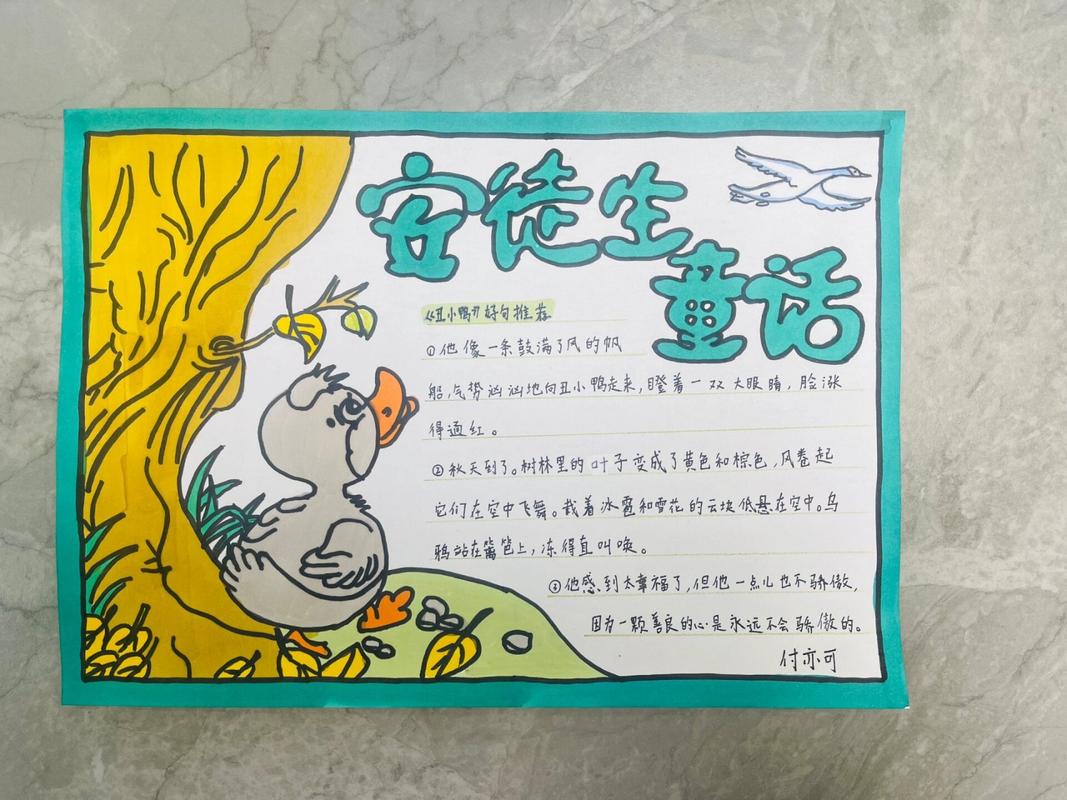 安徒生
童话
《丑小鸭》好句推荐
①他像一条鼓满了风的帆
船,气势汹汹地向丑小鸭走来,瞪着一双大眼睛,脸涨
得通红。
②秋天到了。树林里的叶子变成了黄色和棕色,风卷起
它们在空中飞舞。载着冰雹和雪花的云块低悬在空中。乌
鸦站在篱笆上,冻得直叫唤。
③他感到太幸福了,但他一点儿也不骄傲,
因为一颗善良的心是永远不会骄傲的。
付亦可